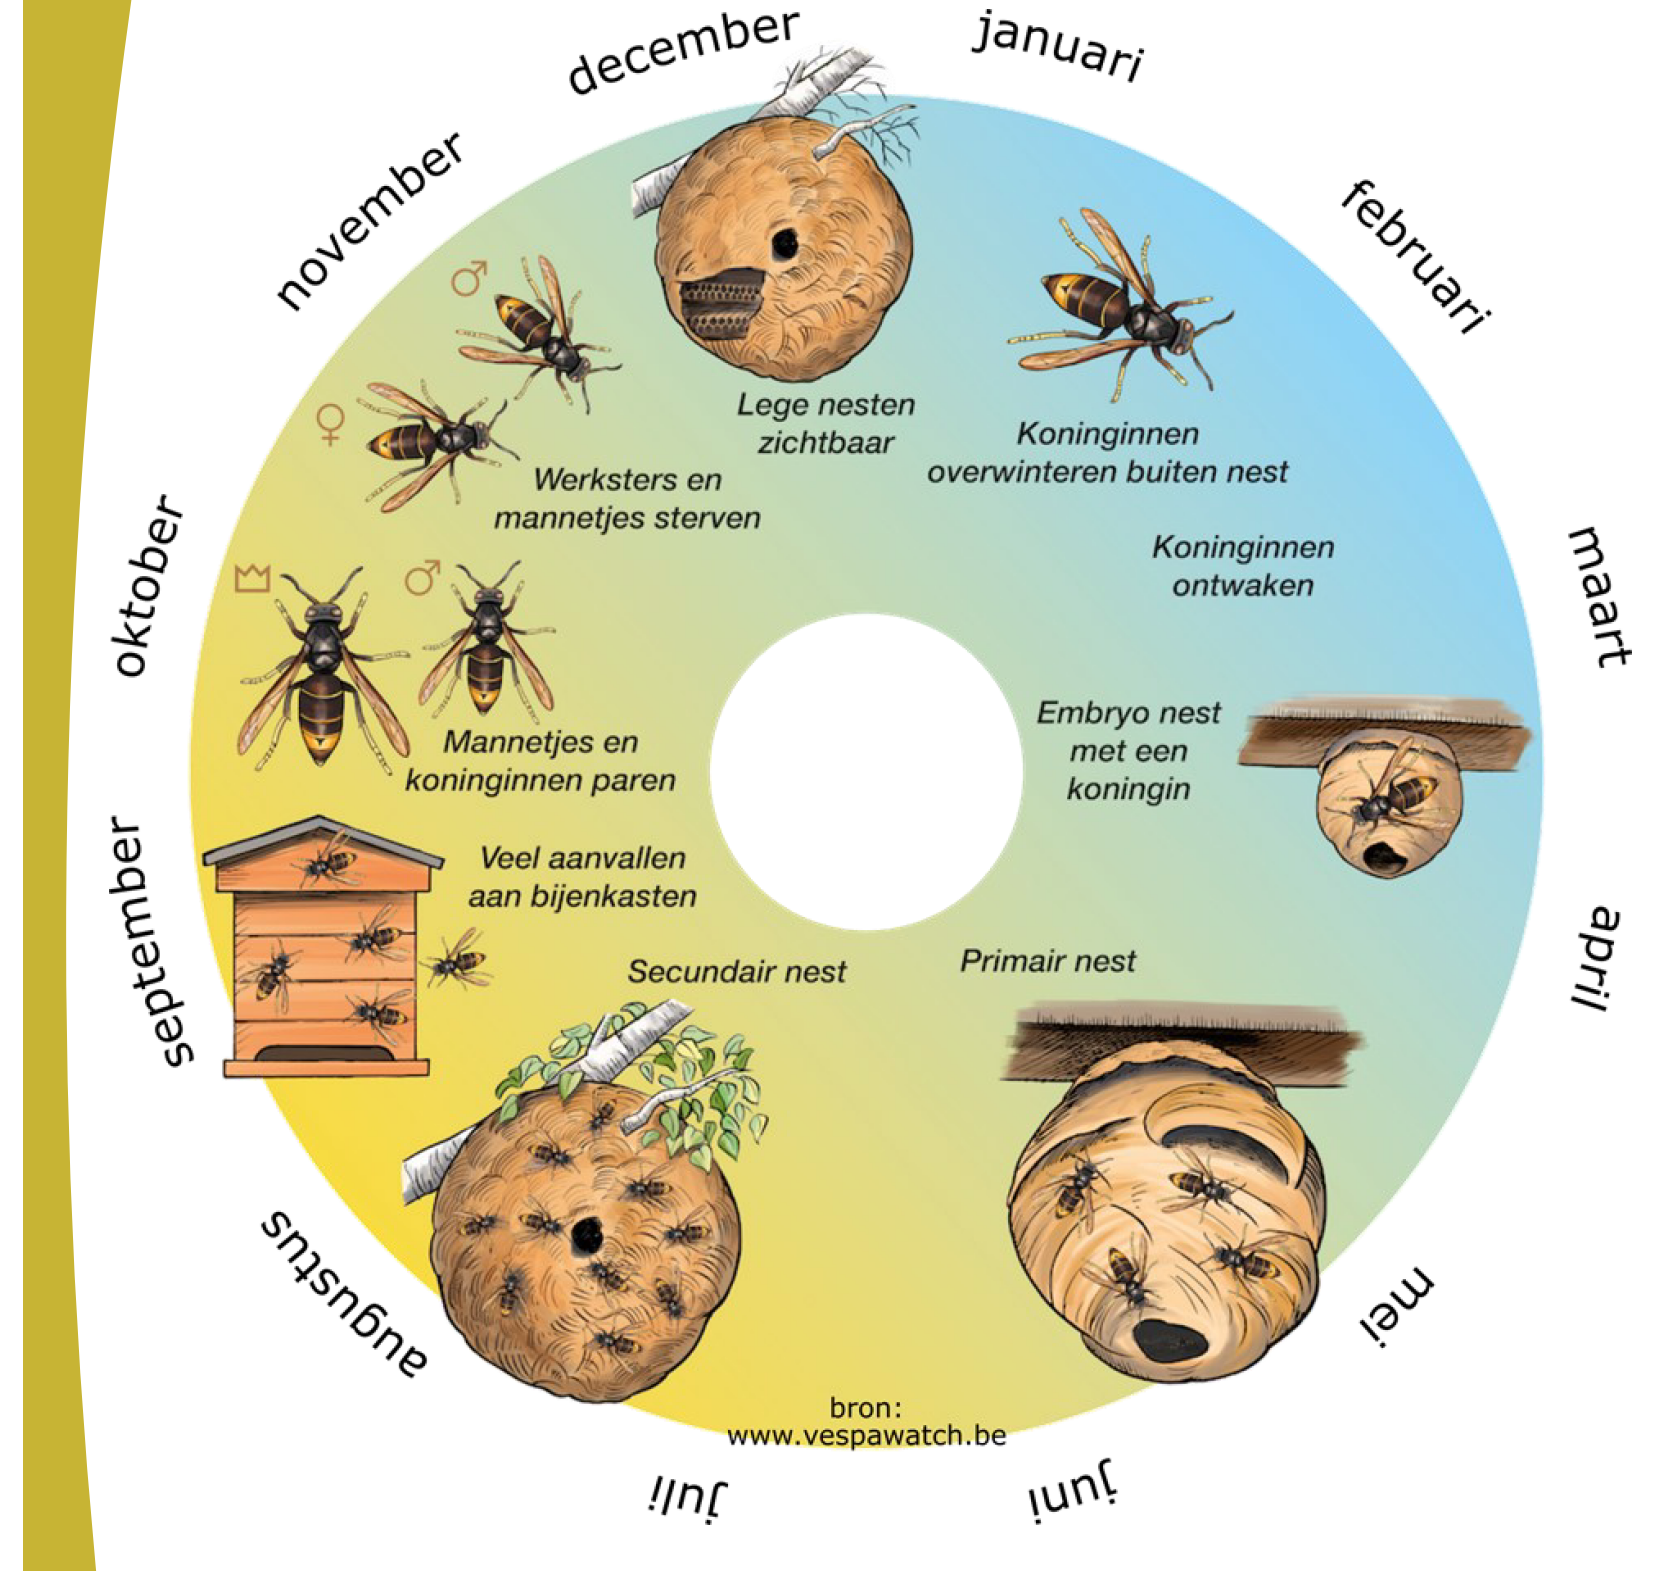 december
januari
februari
maart
april
mei
juni
juli
augustus
september
oktober
november
Lege nesten
zichtbaar
Koninginnen
overwinteren buiten nest
Koninginnen
ontwaken
Embryo nest
met een
koningin
Primair nest
Secundair nest
Veel aanvallen
aan bijenkasten
Mannetjes en
koninginnen paren
Werksters en
mannetjes sterven
bron:
www.vespawatch.be